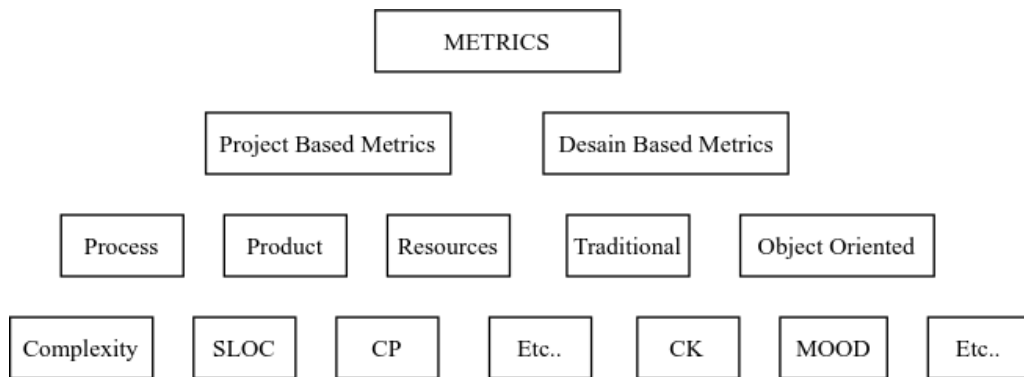 METRICS
Project Based Metrics
Desain Based Metrics
Process
Product
Resources
Traditional
Object Oriented
Complexity
SLOC
CP
Etc..
CK
MOOD
Etc..